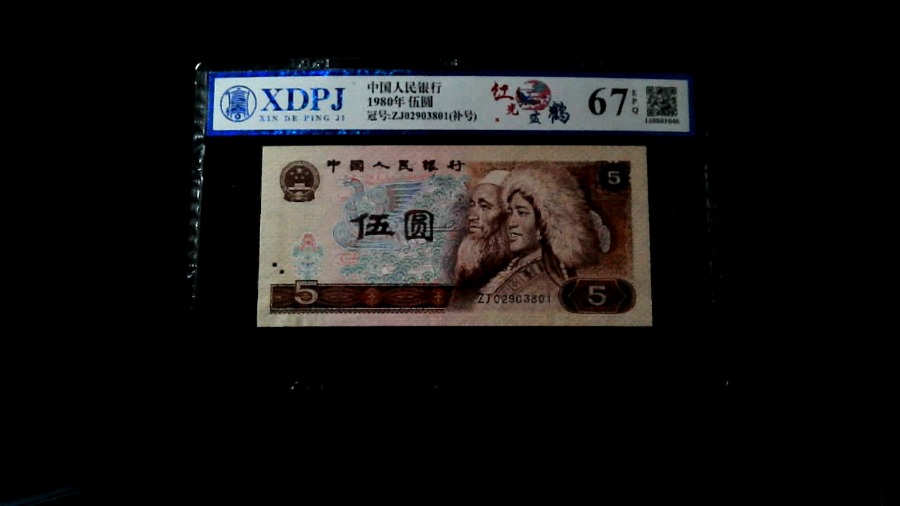 XDPJ
XIN DE PING JI
中国人民银行
1980年 伍圆
冠号:ZJ02903801(补号)
红光蓝鹤
67
EPQ
中国人民银行
5
伍圆
5
ZJ02903801
5